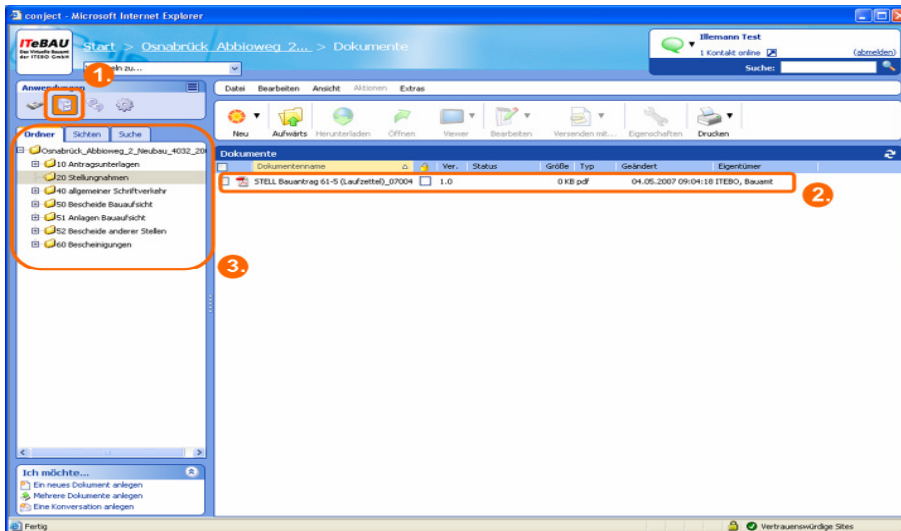 conject - Microsoft Internet Explorer
ITeBAU
Das Virtuelle Bauamt
der ITEBO GmbH
Start > Osnabrück_Abbioweg_2... > Dokumente
Illemann Test
1 Kontakt online
(abmelden)
Suche:
zu...
1.
Anwendungen
Datei Bearbeiten Ansicht Aktionen Extras
Neu Aufwärts Herunterladen Öffnen Viewer Bearbeiten Versenden mit... Eigenschaften Drucken
Ordner Sichten Suche
Dokumente
Dokumentenname Ver. Status Größe Typ Geändert Eigentümer
STELL Bauantrag 61-5 (Laufzettel)_07004 1.0 0 KB pdf 04.05.2007 09:04:18 ITEBO, Bauamt
2.
Osnabrück_Abbioweg_2_Neubau_4032_20
10 Antragsunterlagen
20 Stellungnahmen
40 allgemeiner Schriftverkehr
50 Bescheide Bauaufsicht
51 Anlagen Bauaufsicht
52 Bescheide anderer Stellen
60 Bescheinigungen
3.
Ich möchte...
Ein neues Dokument anlegen
Mehrere Dokumente anlegen
Eine Konversation anlegen
Fertig
Vertrauenswürdige Sites